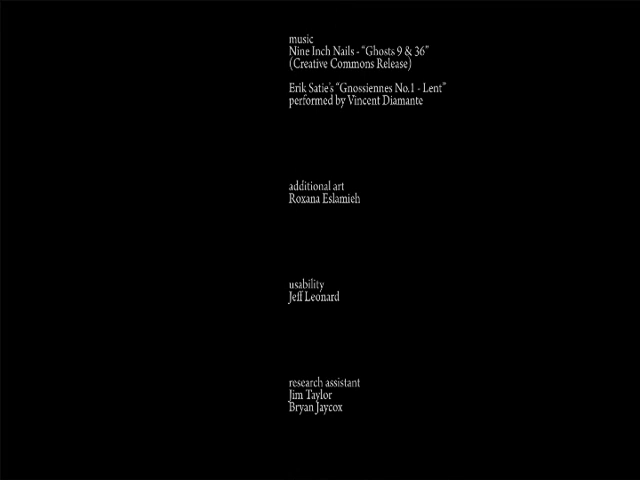 music
Nine Inch Nails - “Ghosts 9 & 36”
(Creative Commons Release)
Erik Satie's “Gnossiennes No.1 - Lent”
performed by Vincent Diamante
additional art
Roxana Eslamieh
usability
Jeff Leonard
research assistant
Jim Taylor
Bryan Jaycox